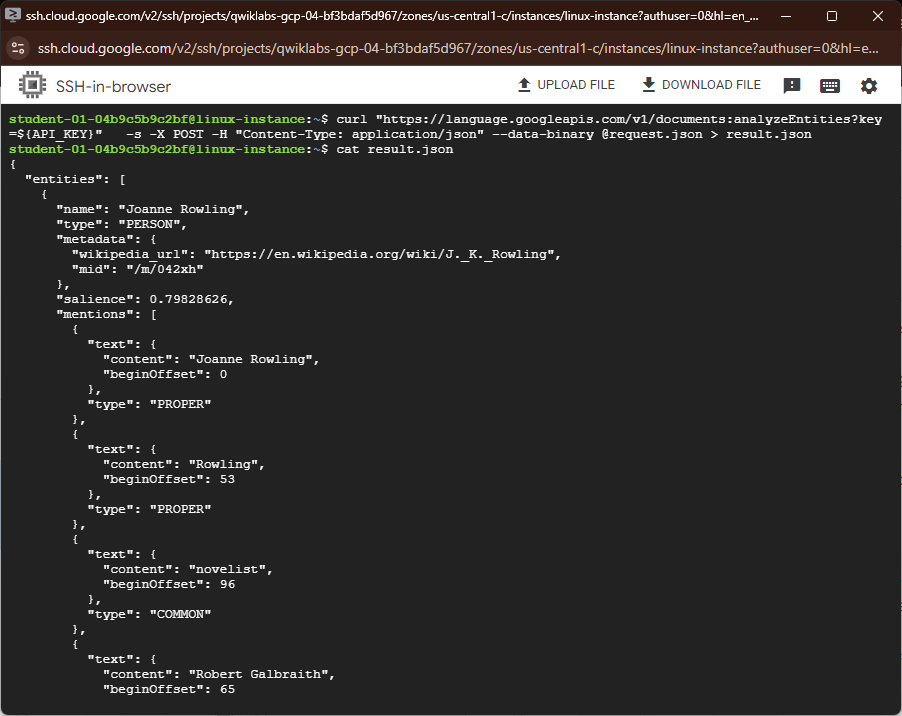 ssh.cloud.google.com/v2/ssh/projects/qwiklabs-gcp-04-bf3bdaf5d967/zones/us-central1-c/instances/linux-instance?authuser=0&hl=en_...
ssh.cloud.google.com/v2/ssh/projects/qwiklabs-gcp-04-bf3bdaf5d967/zones/us-central1-c/instances/linux-instance?authuser=0&hl=e...
SSH-in-browser
UPLOAD FILE
DOWNLOAD FILE
student-01-04b9c5b9c2bf@linux-instance:~$ curl "https://language.googleapis.com/v1/documents:analyzeEntities?key
=${API_KEY}"   -s -X POST -H "Content-Type: application/json" --data-binary @request.json > result.json
student-01-04b9c5b9c2bf@linux-instance:~$ cat result.json
{
  "entities": [
    {
      "name": "Joanne Rowling",
      "type": "PERSON",
      "metadata": {
        "wikipedia_url": "https://en.wikipedia.org/wiki/J._K._Rowling",
        "mid": "/m/042xh"
      },
      "salience": 0.79828626,
      "mentions": [
        {
          "text": {
            "content": "Joanne Rowling",
            "beginOffset": 0
          },
          "type": "PROPER"
        },
        {
          "text": {
            "content": "Rowling",
            "beginOffset": 53
          },
          "type": "PROPER"
        },
        {
          "text": {
            "content": "novelist",
            "beginOffset": 96
          },
          "type": "COMMON"
        },
        {
          "text": {
            "content": "Robert Galbraith",
            "beginOffset": 65